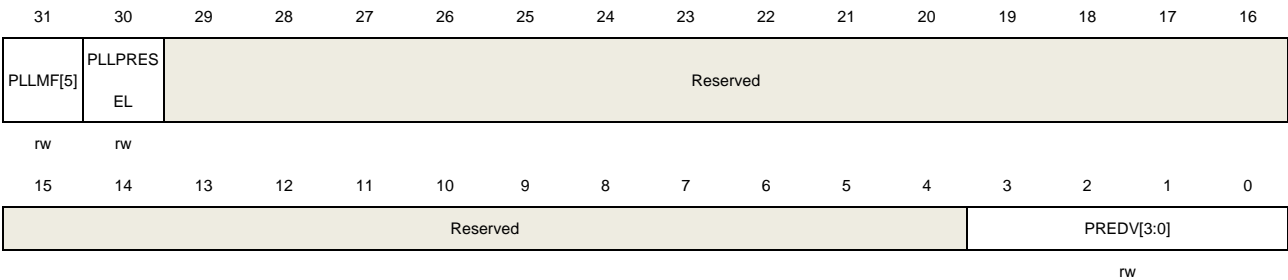 31 30 29 28 27 26 25 24 23 22 21 20 19 18 17 16
PLLMF[5] PLLPRES
EL Reserved
rw rw
15 14 13 12 11 10 9 8 7 6 5 4 3 2 1 0
Reserved PREDV[3:0]
rw